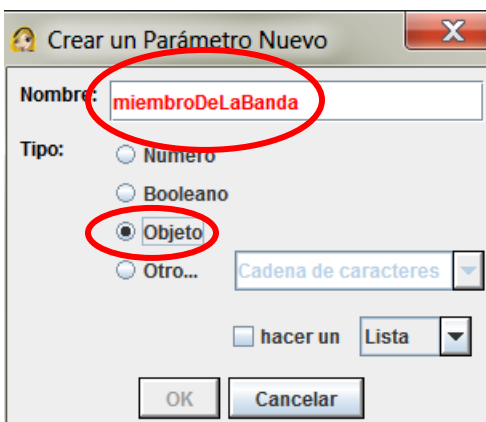 Crear un Parámetro Nuevo X
Nombre: miembroDeLaBanda
Tipo:
Número
Booleano
Objeto
Otro... Cadena de caracteres
hacer un Lista
OK Cancelar